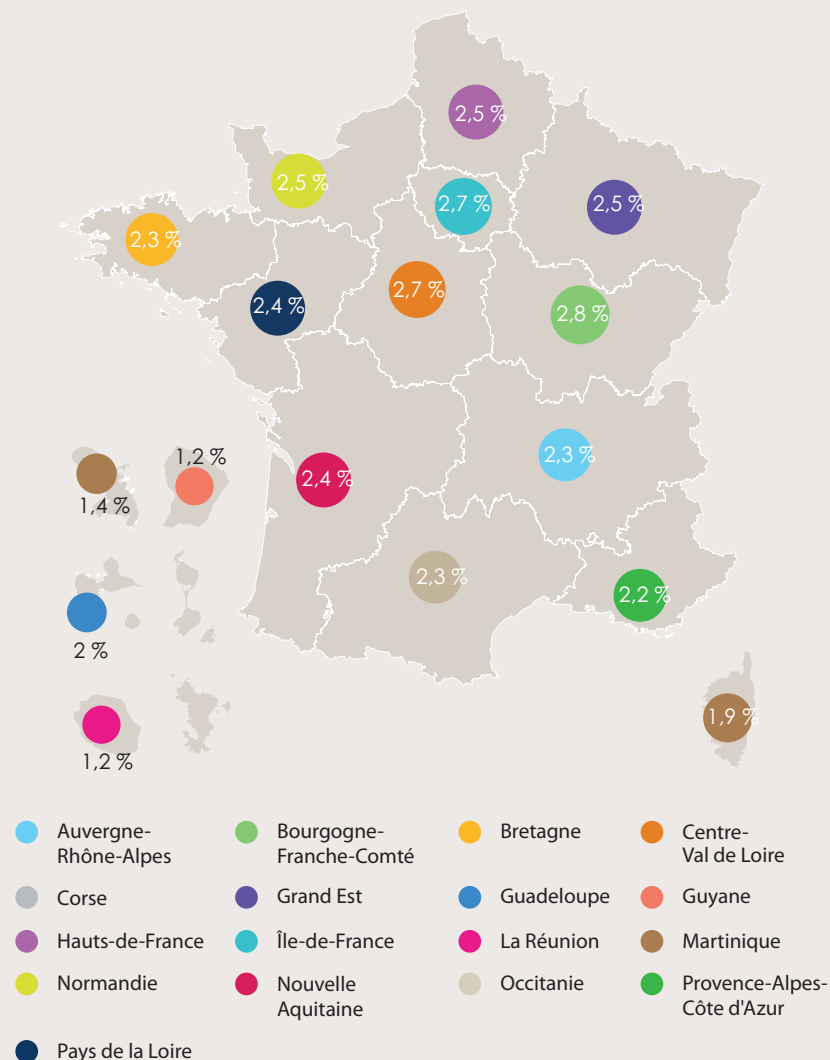 2,5 %
2,5 %
2,7 %
2,5 %
2,3 %
2,4 %
2,7 %
2,8 %
1,2 %
1,4 %
2,4 %
2,3 %
2,3 %
2,2 %
2 %
1,9 %
1,2 %
Auvergne-
Rhône-Alpes
Bourgogne-
Franche-Comté
Bretagne
Centre-
Val de Loire
Corse
Grand Est
Guadeloupe
Guyane
Hauts-de-France
Île-de-France
La Réunion
Martinique
Normandie
Nouvelle
Aquitaine
Occitanie
Provence-Alpes-
Côte d'Azur
Pays de la Loire